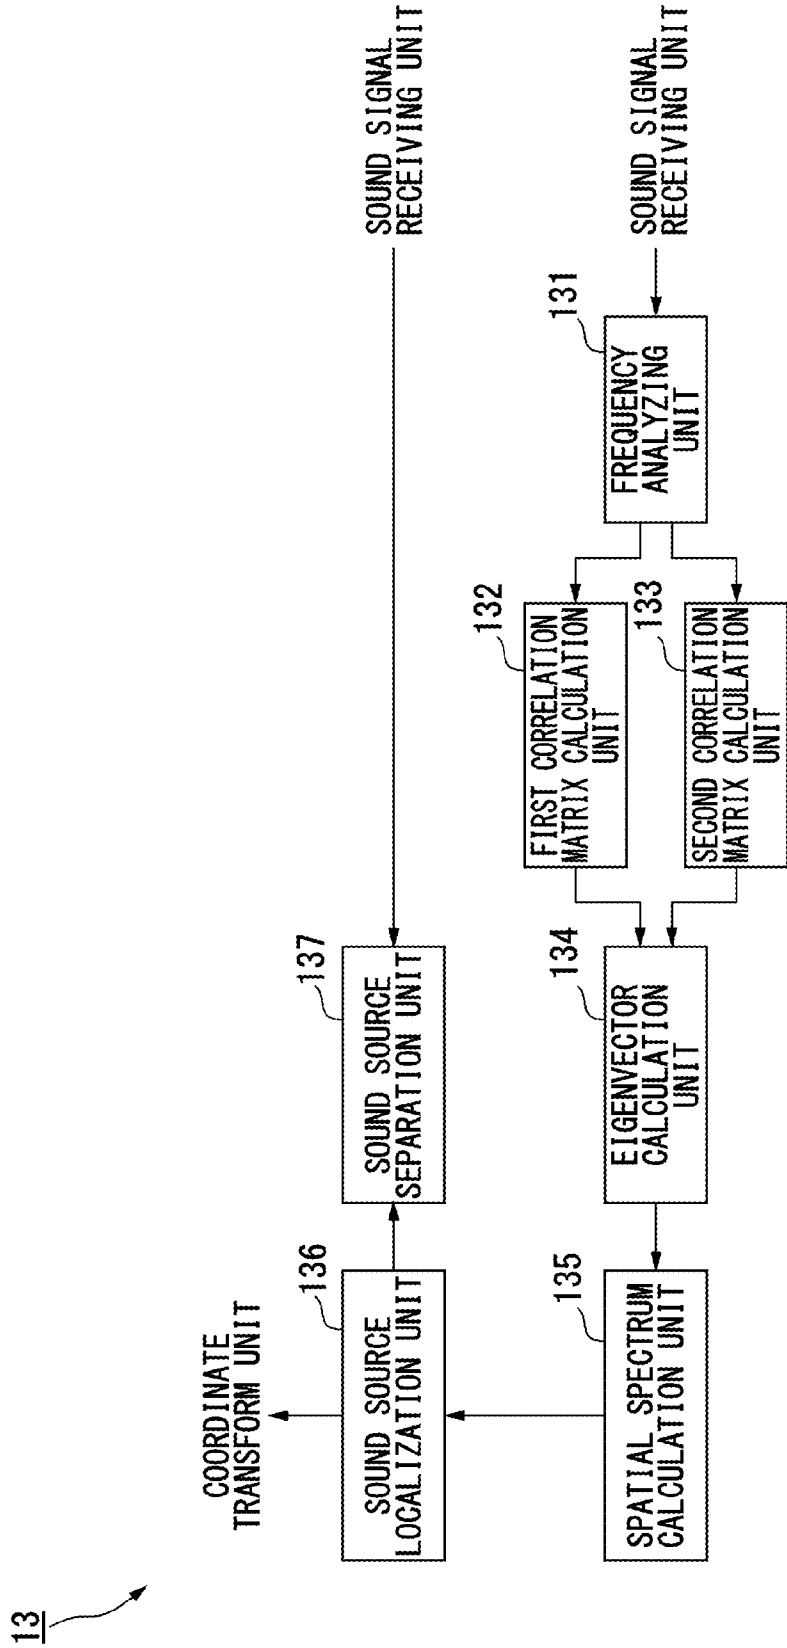 13
COORDINATE
TRANSFORM UNIT
136
SOUND SOURCE
LOCALIZATION UNIT
137
SOUND SOURCE
SEPARATION UNIT
SOUND SIGNAL
RECEIVING UNIT
135
SPATIAL SPECTRUM
CALCULATION UNIT
134
EIGENVECTOR
CALCULATION
UNIT
132
FIRST CORRELATION
MATRIX CALCULATION
UNIT
133
SECOND CORRELATION
MATRIX CALCULATION
UNIT
131
FREQUENCY
ANALYZING
UNIT
SOUND SIGNAL
RECEIVING UNIT